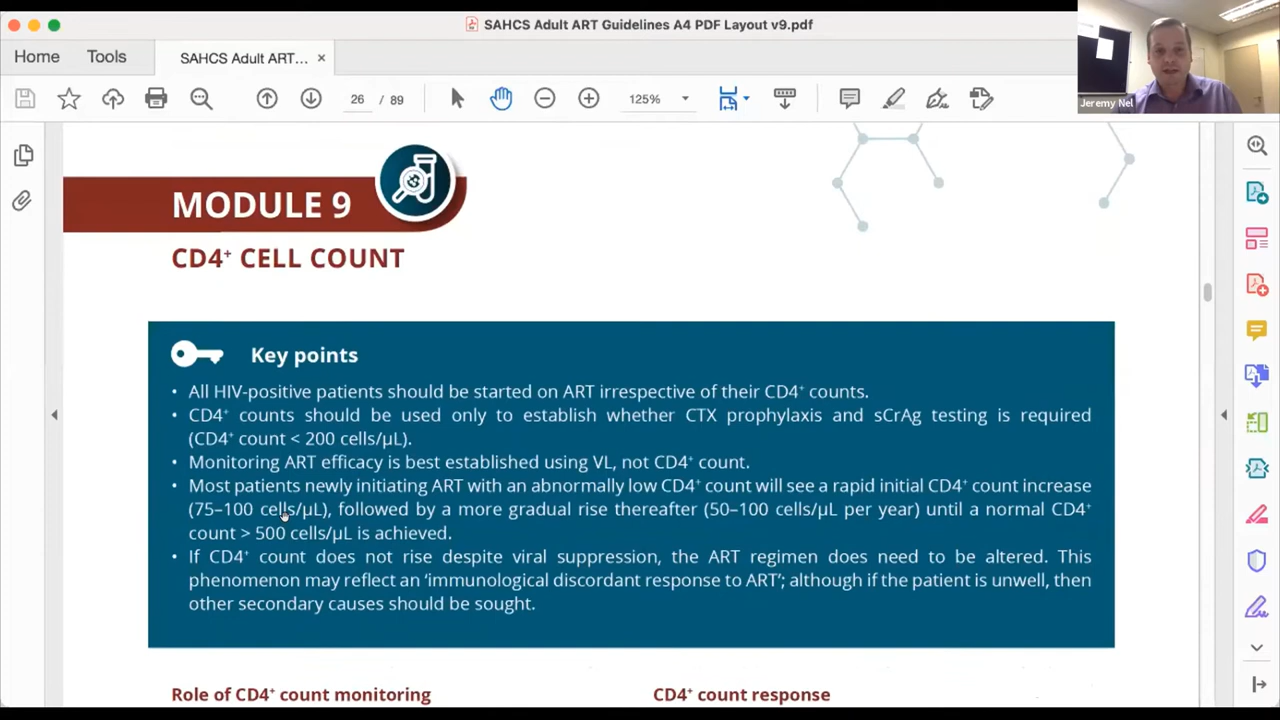 SAHCS Adult ART Guidelines A4 PDF Layout v9.pdf
Home Tools SAHCS Adult ART... ×
26 / 89 125%
Jeremy Nel
MODULE 9
CD4⁺ CELL COUNT
Key points
• All HIV-positive patients should be started on ART irrespective of their CD4⁺ counts.
• CD4⁺ counts should be used only to establish whether CTX prophylaxis and sCrAg testing is required
(CD4⁺ count < 200 cells/µL).
• Monitoring ART efficacy is best established using VL, not CD4⁺ count.
• Most patients newly initiating ART with an abnormally low CD4⁺ count will see a rapid initial CD4⁺ count increase
(75–100 cells/µL), followed by a more gradual rise thereafter (50–100 cells/µL per year) until a normal CD4⁺
count > 500 cells/µL is achieved.
• If CD4⁺ count does not rise despite viral suppression, the ART regimen does need to be altered. This
phenomenon may reflect an ‘immunological discordant response to ART’; although if the patient is unwell, then
other secondary causes should be sought.
Role of CD4⁺ count monitoring
CD4⁺ count response